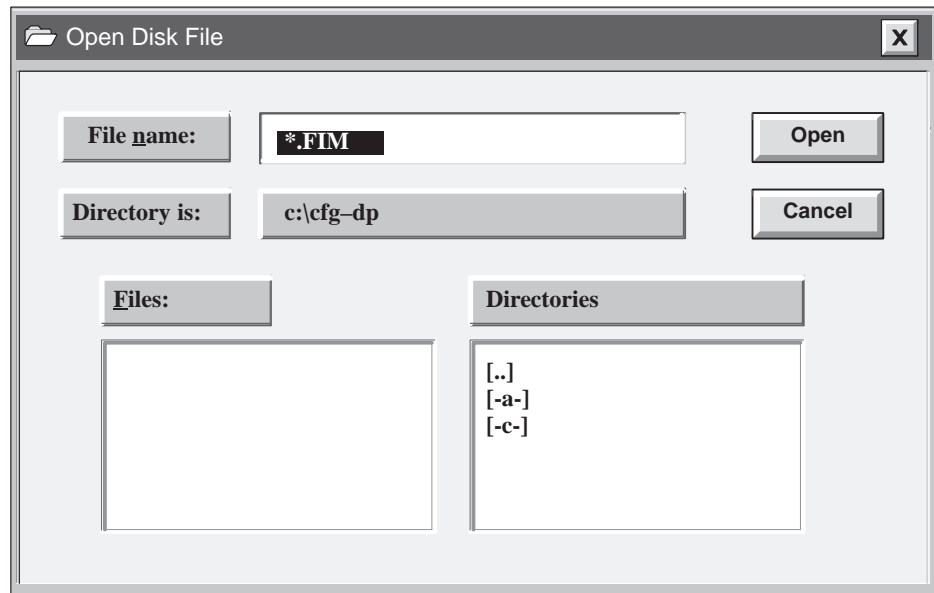 Open Disk File
X
File name:
*.FIM
Open
Directory is:
c:\cfg–dp
Cancel
Files:
Directories
[..]
[-a-]
[-c-]